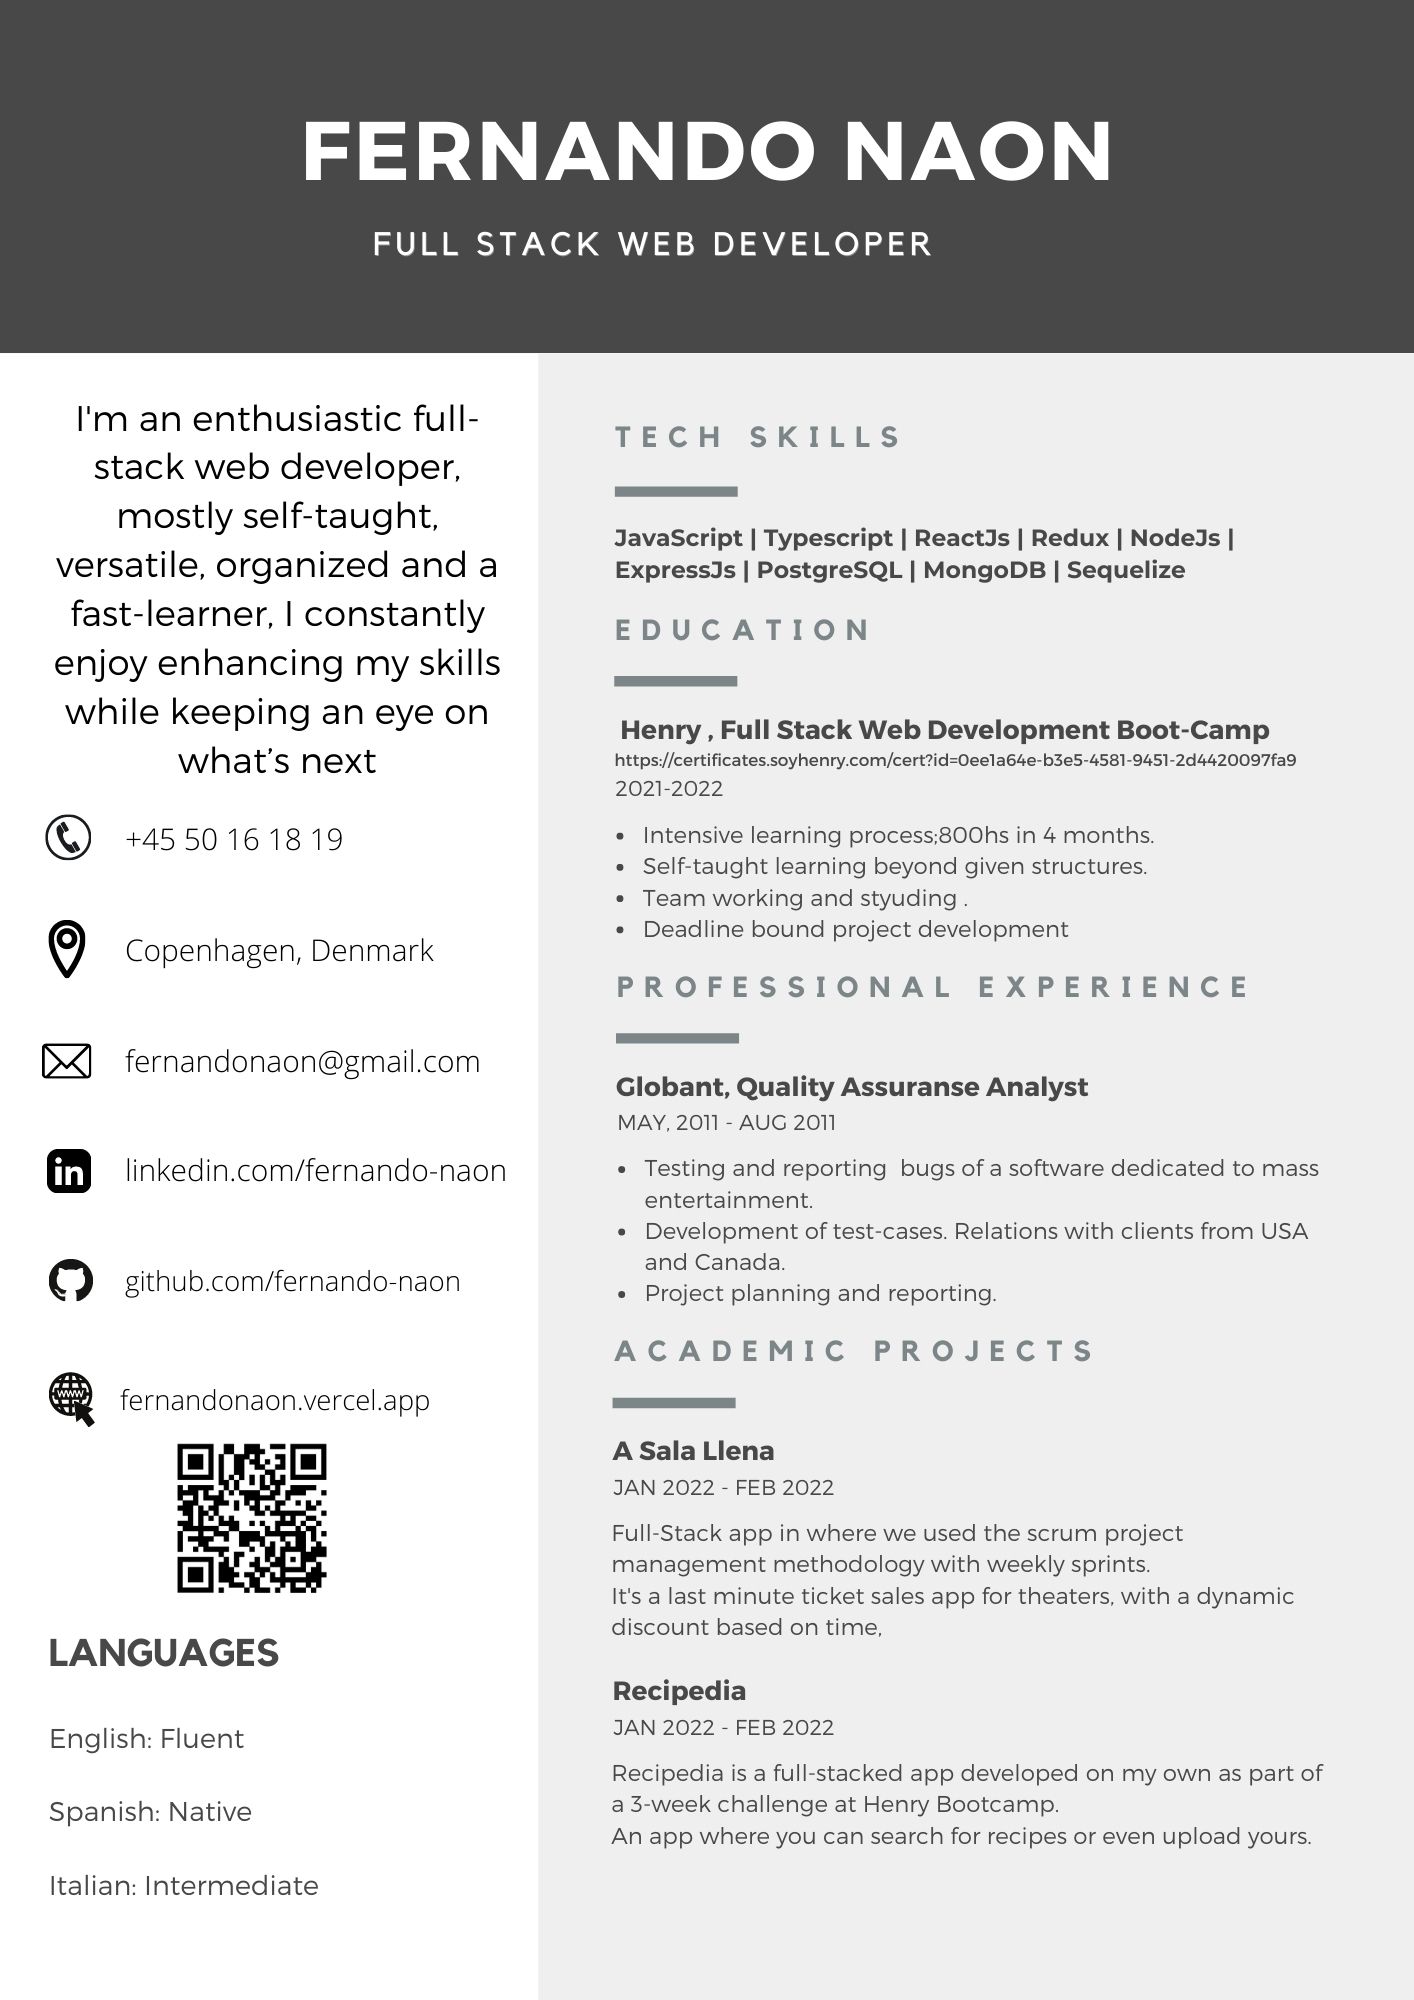 FERNANDO NAON
FULL STACK WEB DEVELOPER
I'm an enthusiastic full-
stack web developer,
mostly self-taught,
versatile, organized and a
fast-learner, I constantly
enjoy enhancing my skills
while keeping an eye on
what’s next
+45 50 16 18 19
Copenhagen, Denmark
fernandonaon@gmail.com
linkedin.com/fernando-naon
github.com/fernando-naon
www
fernandonaon.vercel.app
LANGUAGES
English: Fluent
Spanish: Native
Italian: Intermediate
TECH SKILLS
JavaScript | Typescript | ReactJs | Redux | NodeJs |
ExpressJs | PostgreSQL | MongoDB | Sequelize
EDUCATION
Henry , Full Stack Web Development Boot-Camp
https://certificates.soyhenry.com/cert?id=0ee1a64e-b3e5-4581-9451-2d4420097fa9
2021-2022
• Intensive learning process;800hs in 4 months.
• Self-taught learning beyond given structures.
• Team working and styuding .
• Deadline bound project development
PROFESSIONAL EXPERIENCE
Globant, Quality Assuranse Analyst
MAY, 2011 - AUG 2011
• Testing and reporting  bugs of a software dedicated to mass
entertainment.
• Development of test-cases. Relations with clients from USA
and Canada.
• Project planning and reporting.
ACADEMIC PROJECTS
A Sala Llena
JAN 2022 - FEB 2022
Full-Stack app in where we used the scrum project
management methodology with weekly sprints.
It's a last minute ticket sales app for theaters, with a dynamic
discount based on time,
Recipedia
JAN 2022 - FEB 2022
Recipedia is a full-stacked app developed on my own as part of
a 3-week challenge at Henry Bootcamp.
An app where you can search for recipes or even upload yours.